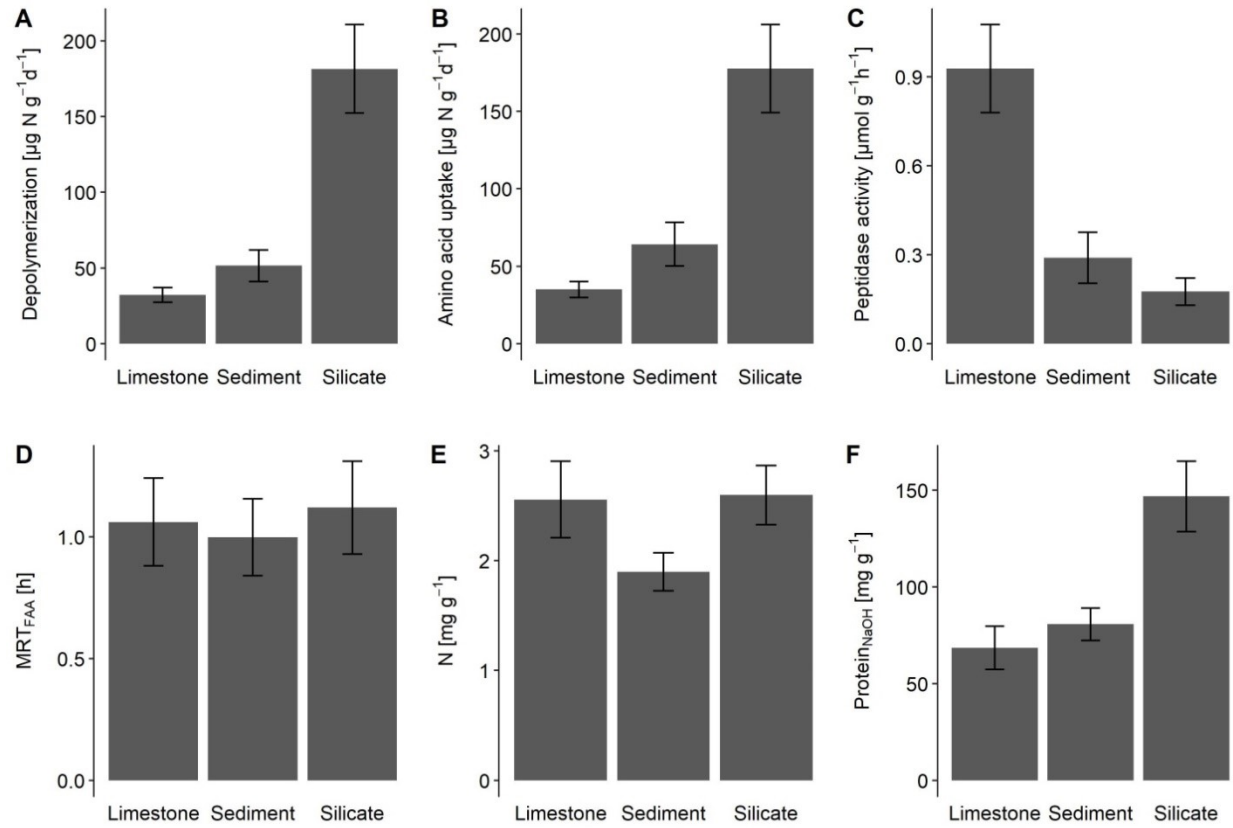 A
Depolymerization [µg N g⁻¹d⁻¹]
200
150
100
50
0
Limestone Sediment Silicate
B
Amino acid uptake [µg N g⁻¹d⁻¹]
200
150
100
50
0
Limestone Sediment Silicate
C
Peptidase activity [µmol g⁻¹h⁻¹]
0.9
0.6
0.3
0.0
Limestone Sediment Silicate
D
MRT_FAA [h]
1.0
0.5
0.0
Limestone Sediment Silicate
E
N [mg g⁻¹]
3
2
1
0
Limestone Sediment Silicate
F
Protein_NaOH [mg g⁻¹]
150
100
50
0
Limestone Sediment Silicate